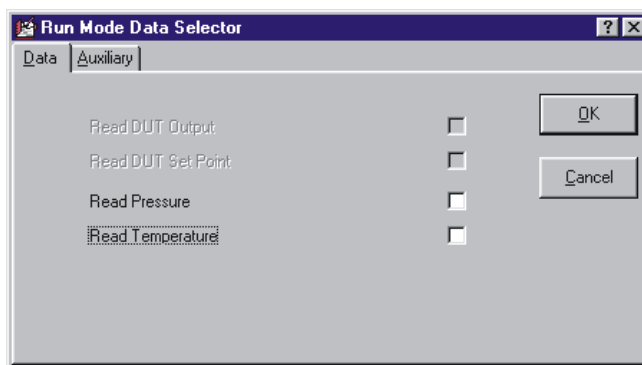 Run Mode Data Selector
Data Auxiliary
Read DUT Output
OK
Read DUT Set Point
Cancel
Read Pressure
Read Temperature